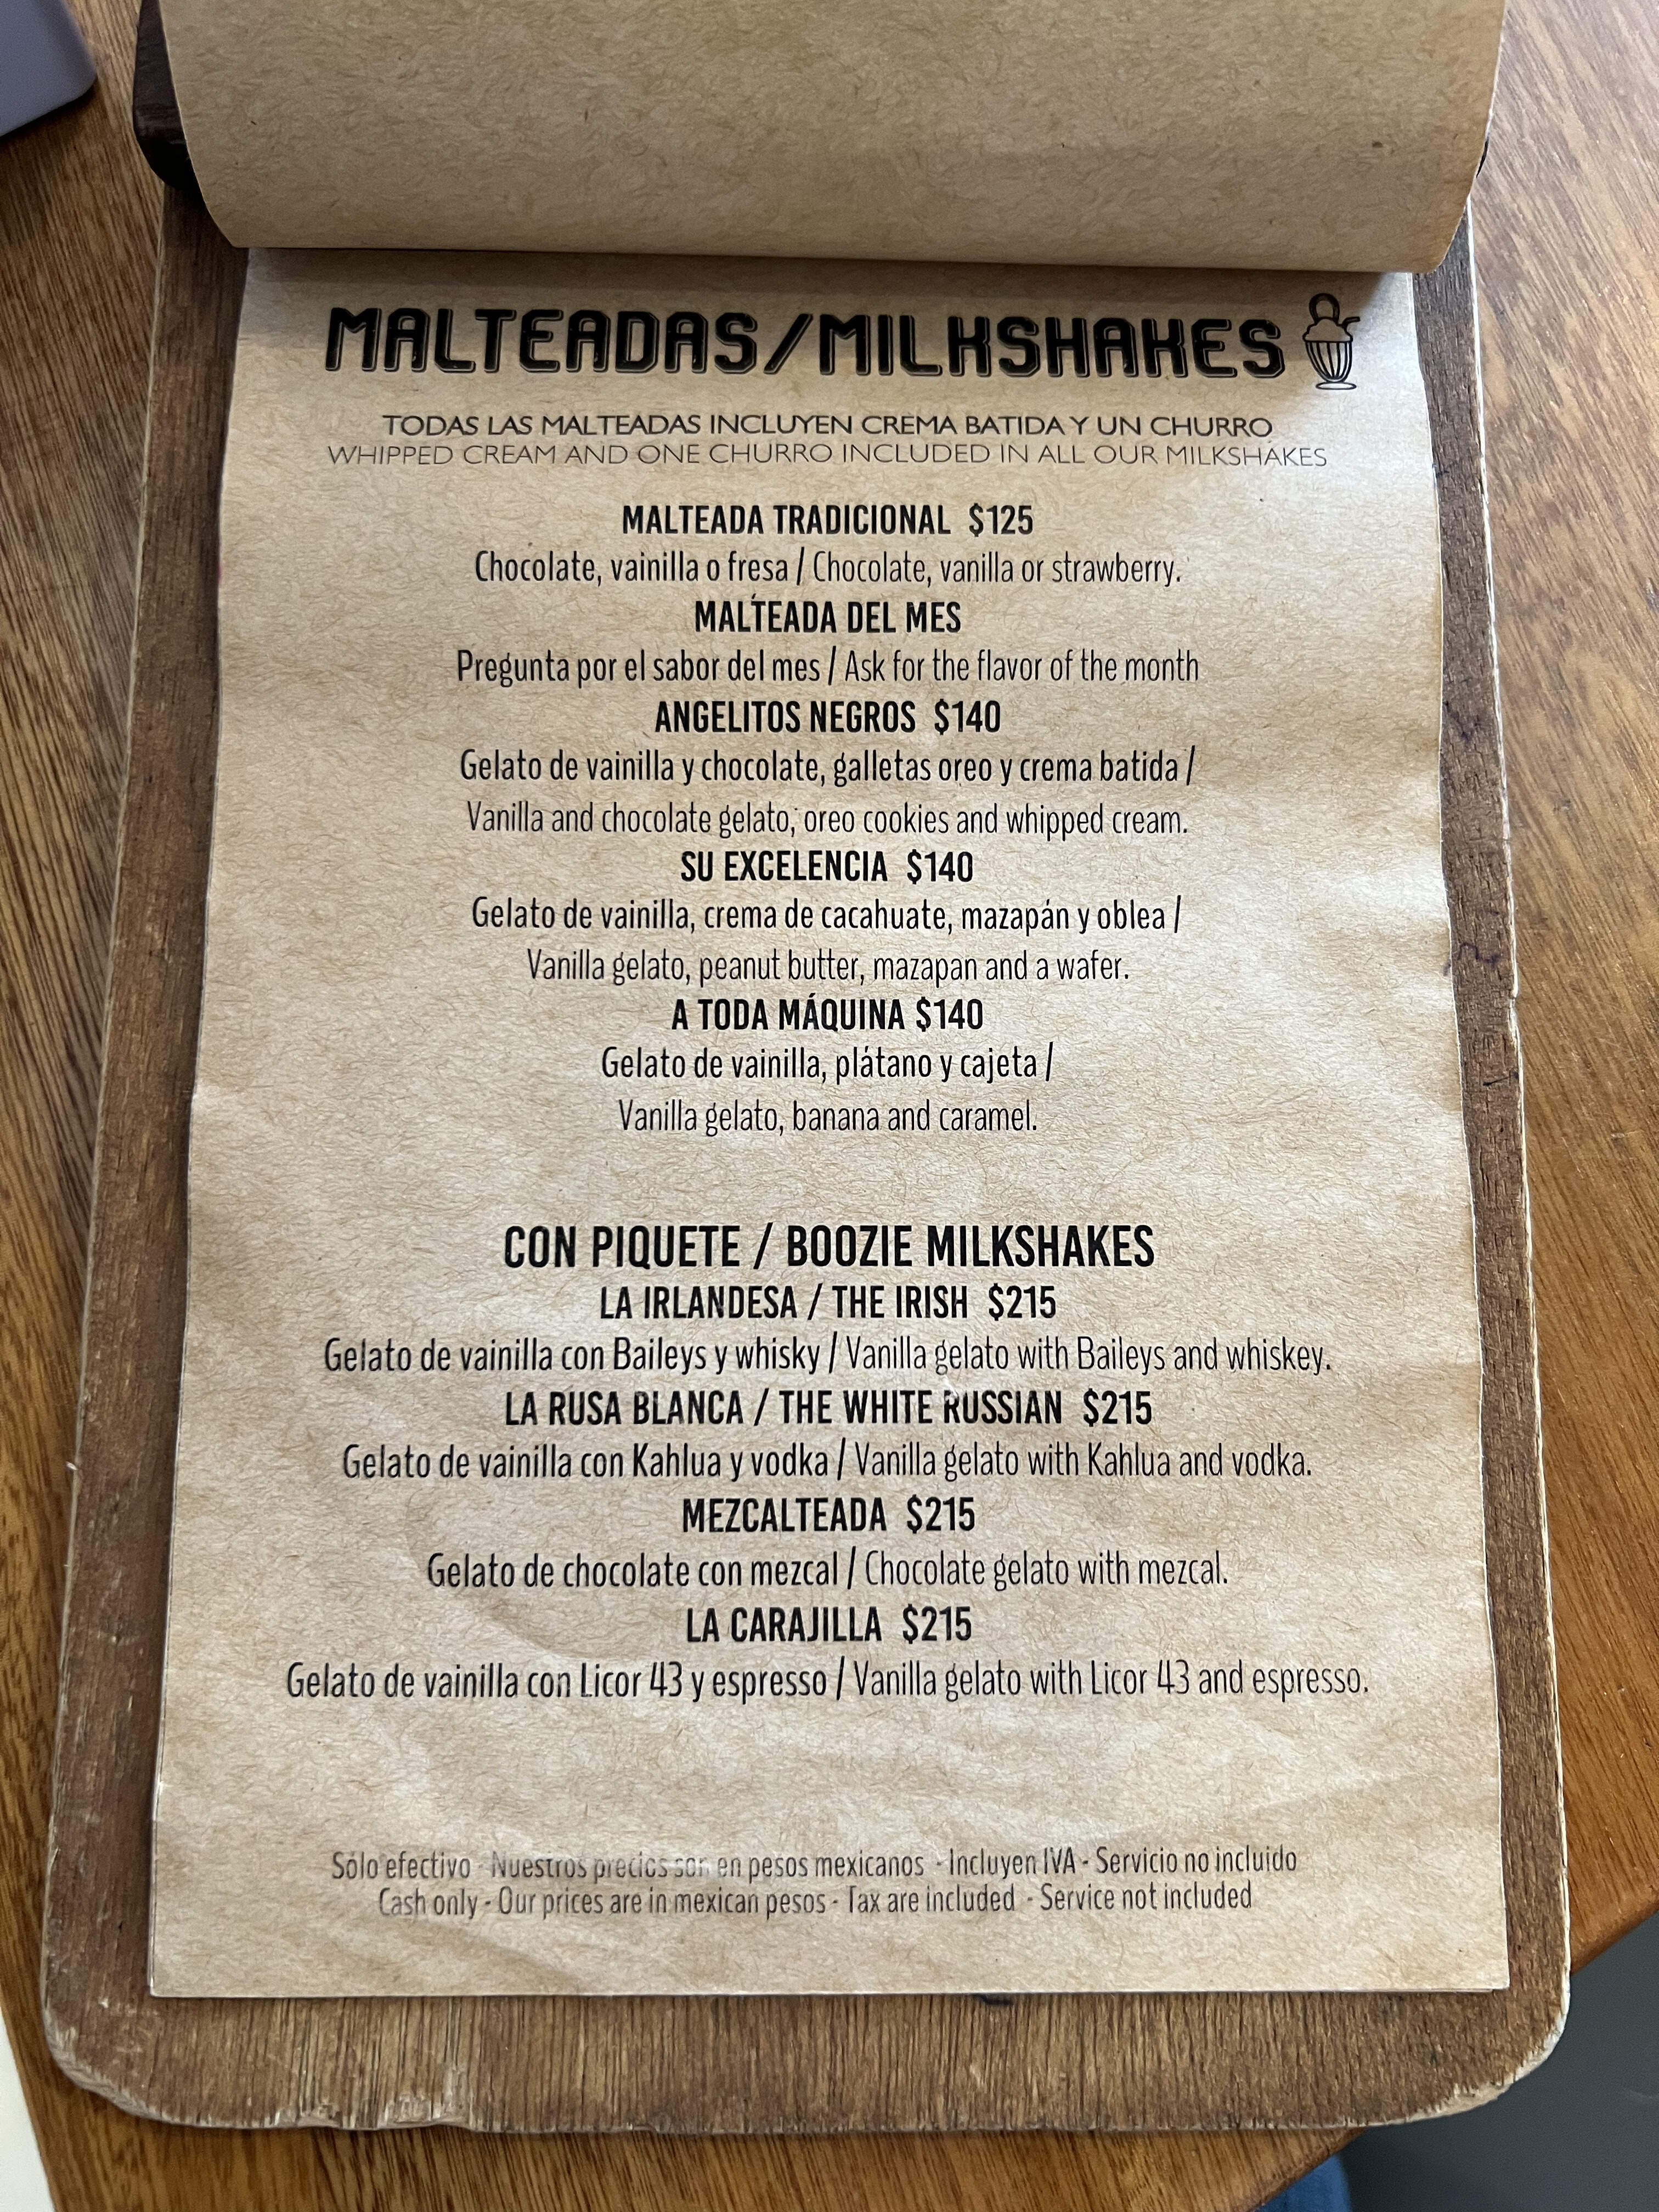 MALTEADAS/MILKSHAKES
TODAS LAS MALTEADAS INCLUYEN CREMA BATIDA Y UN CHURRO
WHIPPED CREAM AND ONE CHURRO INCLUDED IN ALL OUR MILKSHAKES
MALTEADA TRADICIONAL $125
Chocolate, vainilla o fresa / Chocolate, vanilla or strawberry.
MALTEADA DEL MES
Pregunta por el sabor del mes / Ask for the flavor of the month
ANGELITOS NEGROS $140
Gelato de vainilla y chocolate, galletas oreo y crema batida /
Vanilla and chocolate gelato, oreo cookies and whipped cream.
SU EXCELENCIA $140
Gelato de vainilla, crema de cacahuate, mazapán y oblea /
Vanilla gelato, peanut butter, mazapan and a wafer.
A TODA MÁQUINA $140
Gelato de vainilla, plátano y cajeta /
Vanilla gelato, banana and caramel.
CON PIQUETE / BOOZIE MILKSHAKES
LA IRLANDESA / THE IRISH $215
Gelato de vainilla con Baileys y whisky / Vanilla gelato with Baileys and whiskey.
LA RUSA BLANCA / THE WHITE RUSSIAN $215
Gelato de vainilla con Kahlua y vodka / Vanilla gelato with Kahlua and vodka.
MEZCALTEADA $215
Gelato de chocolate con mezcal / Chocolate gelato with mezcal.
LA CARAJILLA $215
Gelato de vainilla con Licor 43 y espresso / Vanilla gelato with Licor 43 and espresso.
Sólo efectivo - Nuestros precios son en pesos mexicanos - Incluyen IVA - Servicio no incluido
Cash only - Our prices are in mexican pesos - Tax are included - Service not included